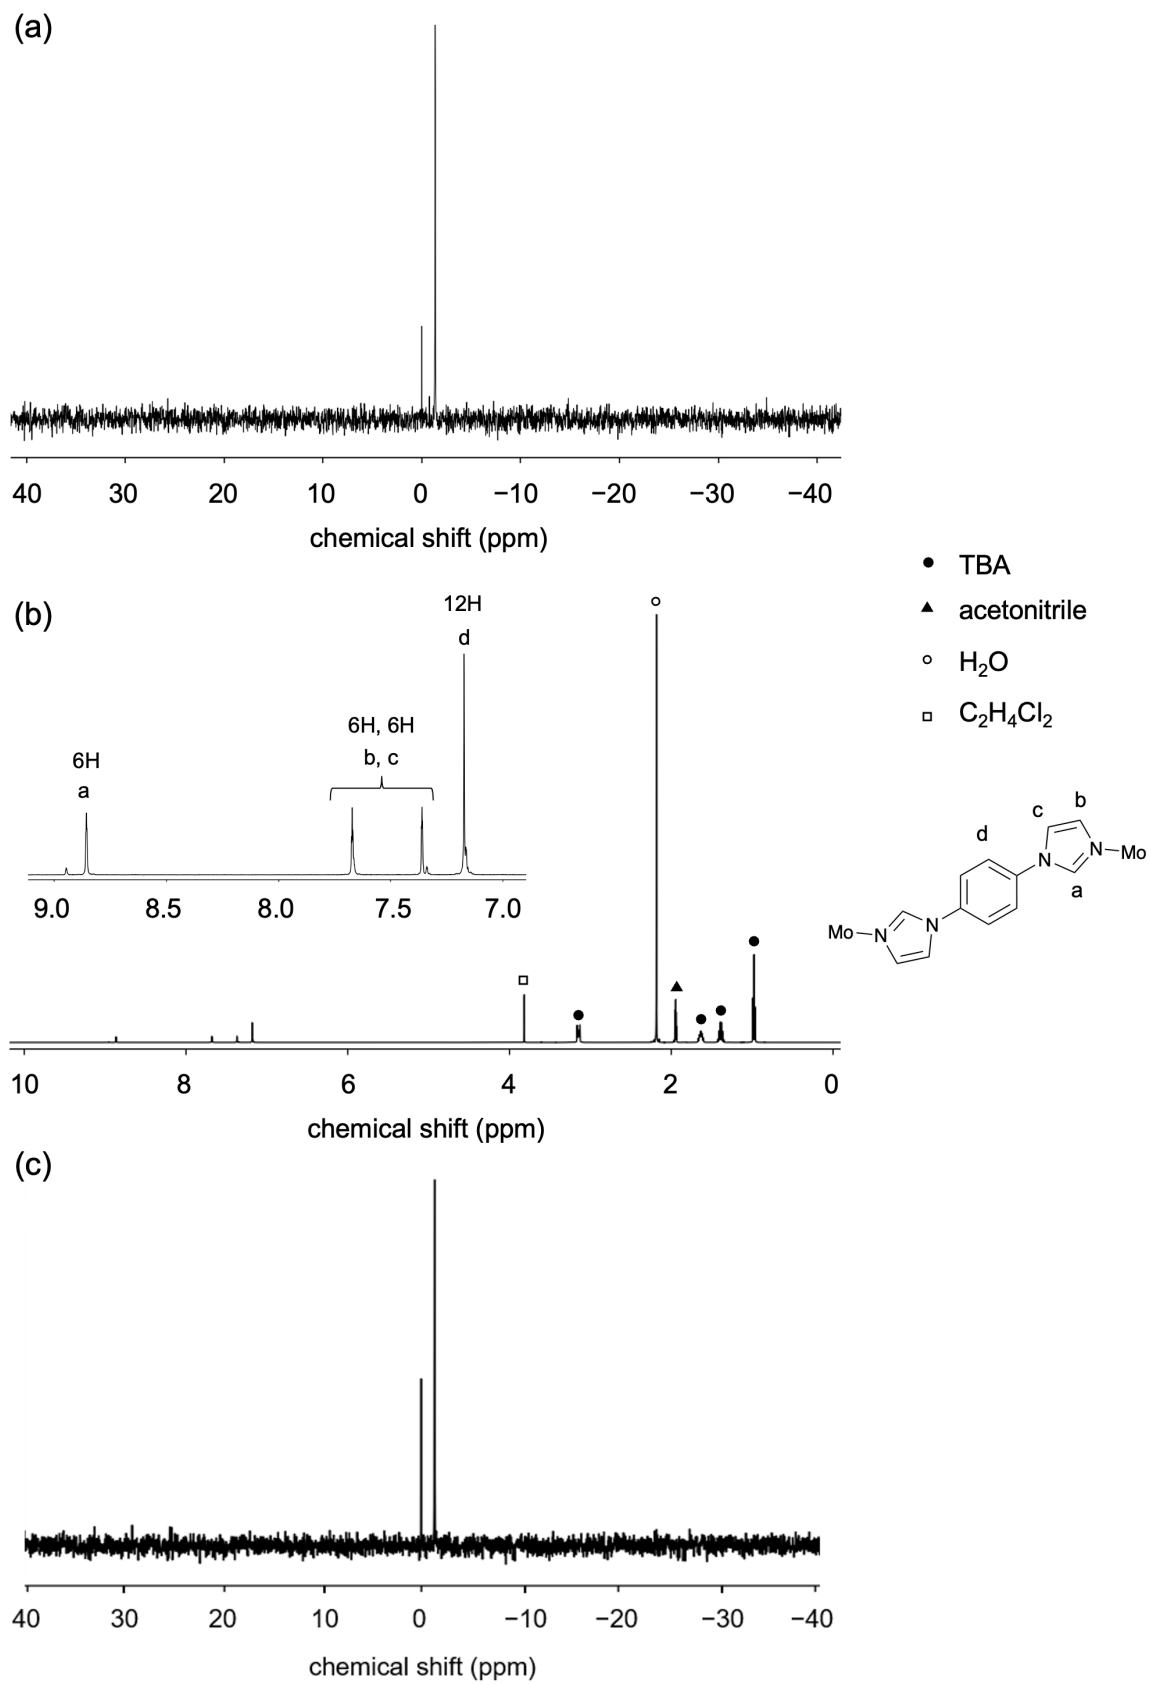 (a)
40 30 20 10 0 −10 −20 −30 −40
chemical shift (ppm)
● TBA
▲ acetonitrile
○ H₂O
□ C₂H₄Cl₂
(b)
12H
d
6H, 6H
b, c
6H
a
9.0 8.5 8.0 7.5 7.0
10 8 6 4 2 0
chemical shift (ppm)
b
c
d
N
N
Mo
a
N
Mo
N
(c)
40 30 20 10 0 −10 −20 −30 −40
chemical shift (ppm)